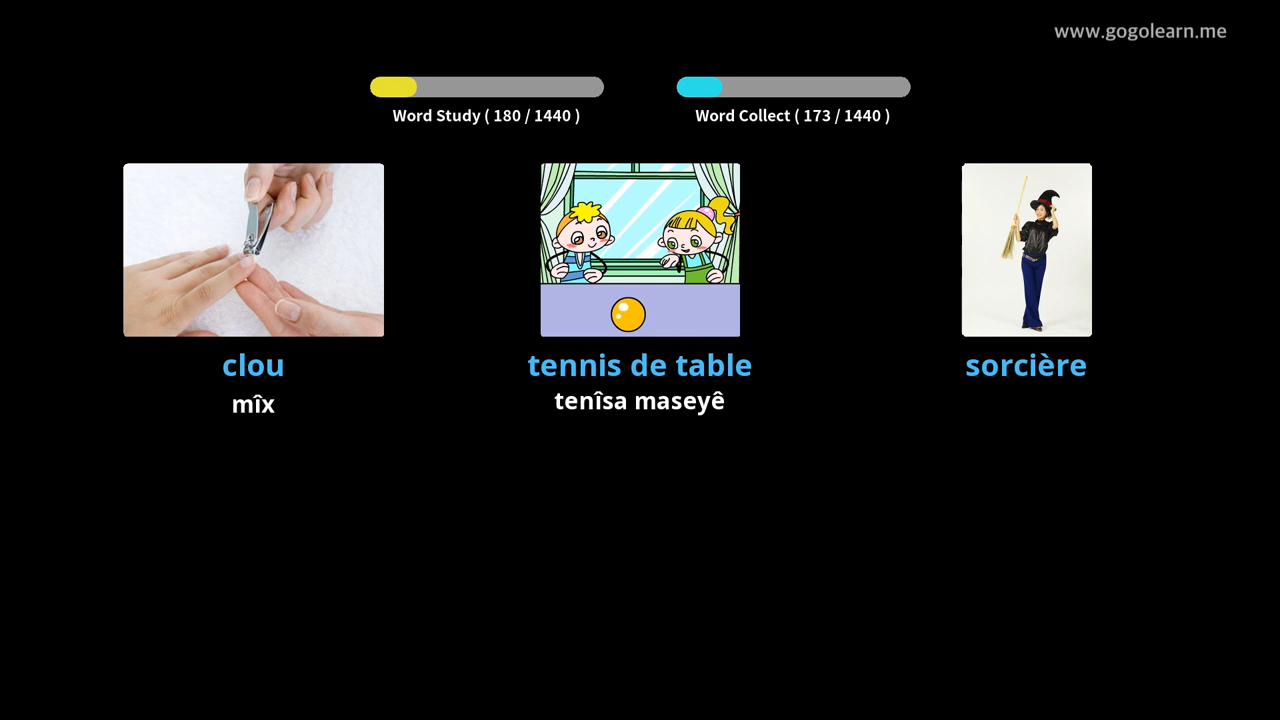 www.gogolearn.me
Word Study ( 180 / 1440 )
Word Collect ( 173 / 1440 )
clou
mîx
tennis de table
tenîsa maseyê
sorcière